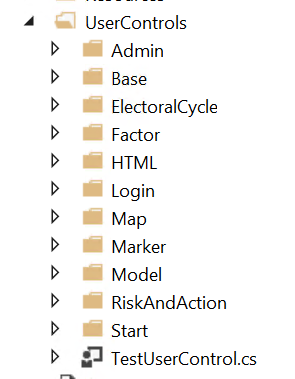 UserControls
Admin
Base
ElectoralCycle
Factor
HTML
Login
Map
Marker
Model
RiskAndAction
Start
TestUserControl.cs